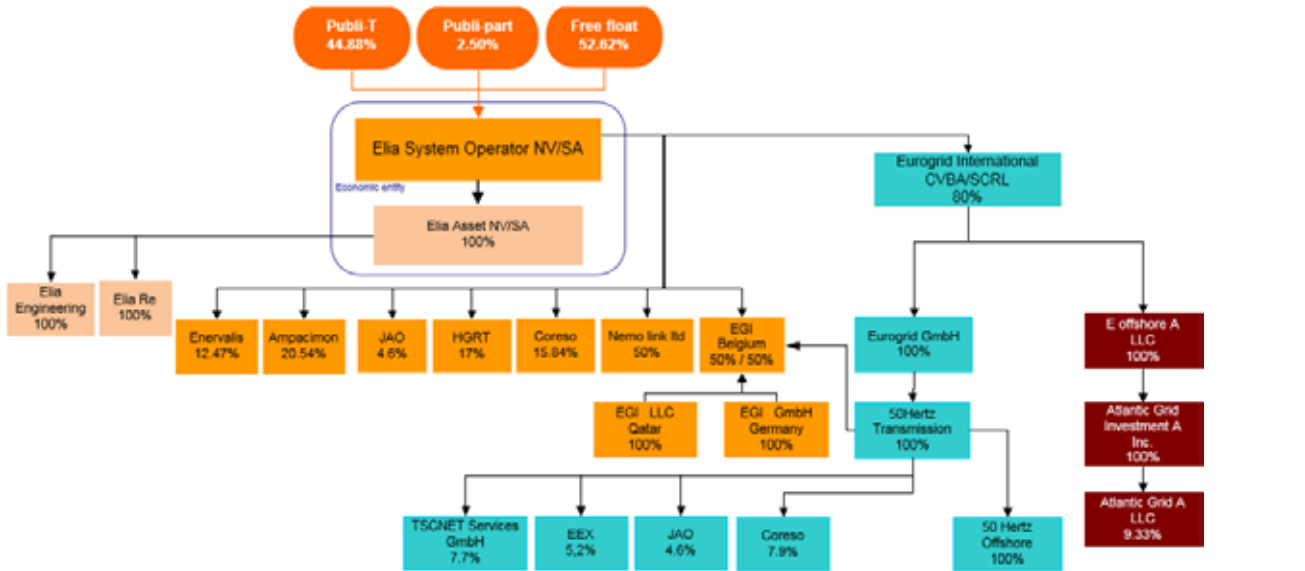 Publi-T
44.88%
Publi-part
2.50%
Free float
52.62%
Elia System Operator NV/SA
Economic entity
Elia Asset NV/SA
100%
Eurogrid International
CVBA/SCRL
80%
Elia
Engineering
100%
Elia Re
100%
Enervalis
12.47%
Ampacimon
20.54%
JAO
4.6%
HGRT
17%
Coreso
15.84%
Nemo link ltd
50%
EGI
Belgium
50% / 50%
Eurogrid GmbH
100%
E offshore A
LLC
100%
EGI LLC
Qatar
100%
EGI GmbH
Germany
100%
50Hertz
Transmission
100%
Atlantic Grid
Investment A
Inc.
100%
TSCNET Services
GmbH
7.7%
EEX
5,2%
JAO
4.6%
Coreso
7.9%
50 Hertz
Offshore
100%
Atlantic Grid A
LLC
9.33%